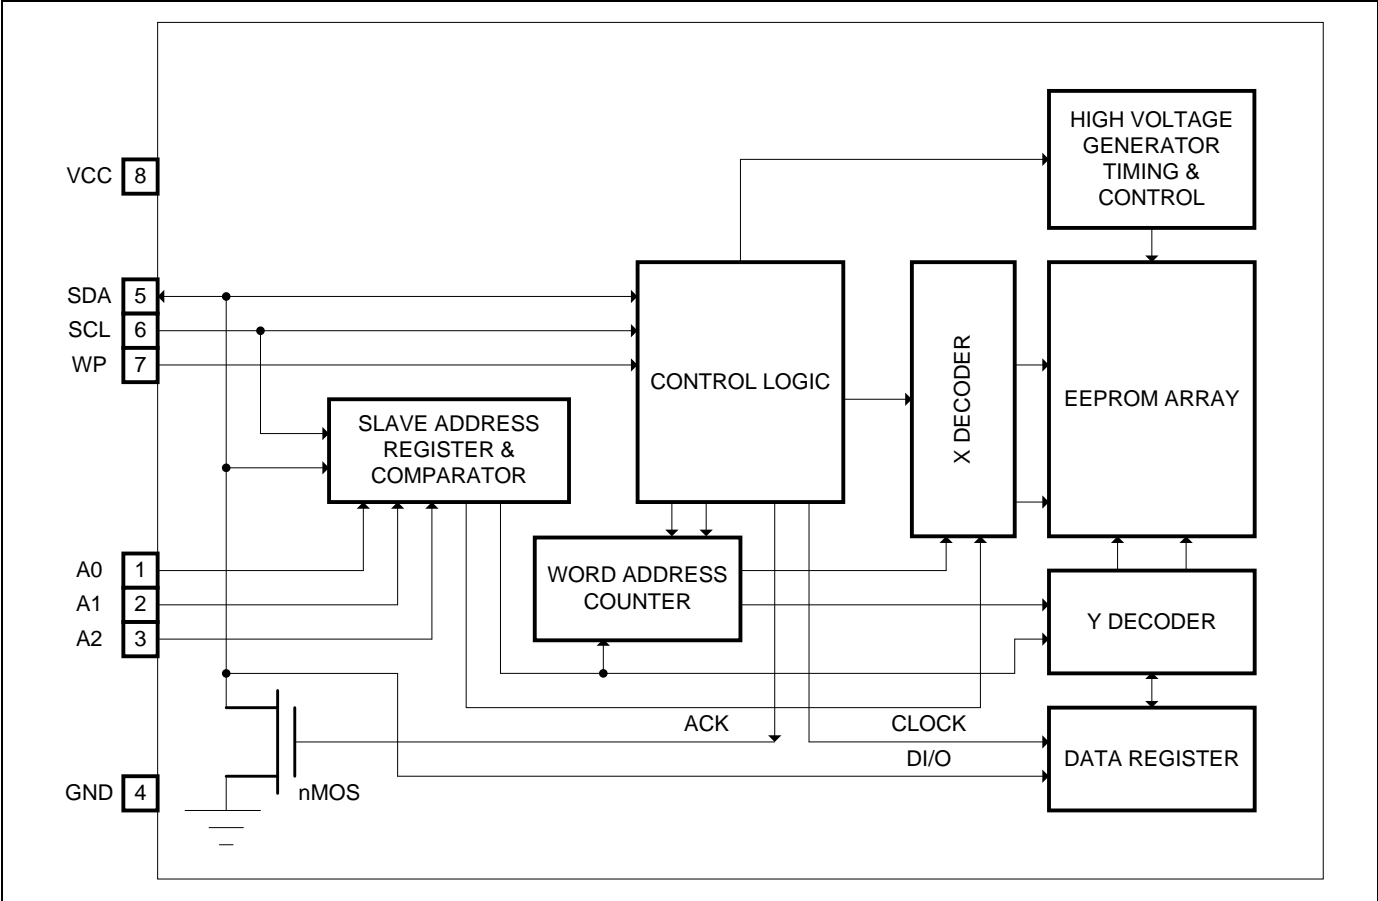 HIGH VOLTAGE
GENERATOR
TIMING &
CONTROL
VCC 8
SDA 5
SCL 6
WP 7
CONTROL LOGIC
X DECODER
EEPROM ARRAY
SLAVE ADDRESS
REGISTER &
COMPARATOR
A0 1
A1 2
A2 3
WORD ADDRESS
COUNTER
Y DECODER
ACK
CLOCK
DI/O
DATA REGISTER
GND 4
nMOS